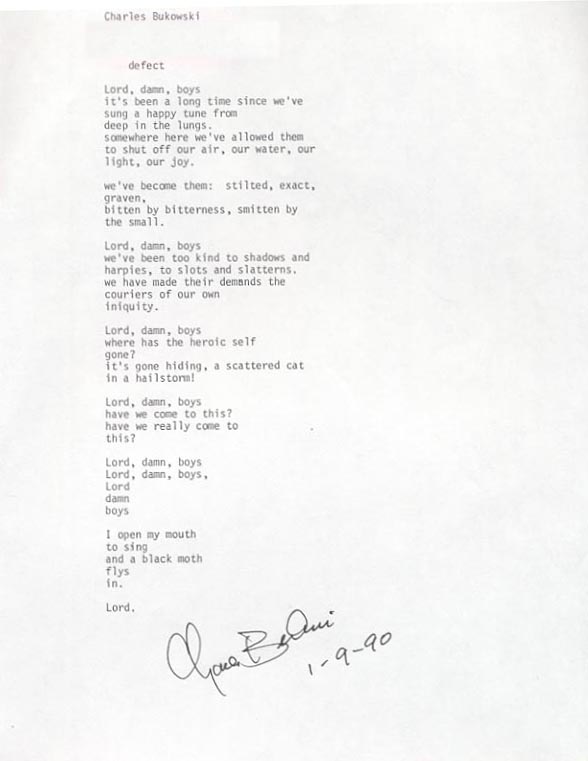 Charles Bukowski
defect
Lord, damn, boys
it's been a long time since we've
sung a happy tune from
deep in the lungs.
somewhere here we've allowed them
to shut off our air, our water, our
light, our joy.
we've become them: stilted, exact,
graven,
bitten by bitterness, smitten by
the small.
Lord, damn, boys
we've been too kind to shadows and
harpies, to slots and slatterns.
we have made their demands the
couriers of our own
iniquity.
Lord, damn, boys
where has the heroic self
gone?
it's gone hiding, a scattered cat
in a hailstorm!
Lord, damn, boys
have we come to this?
have we really come to
this?
Lord, damn, boys
Lord, damn, boys,
Lord
damn
boys
I open my mouth
to sing
and a black moth
flys
in.
Lord.
1-9-90